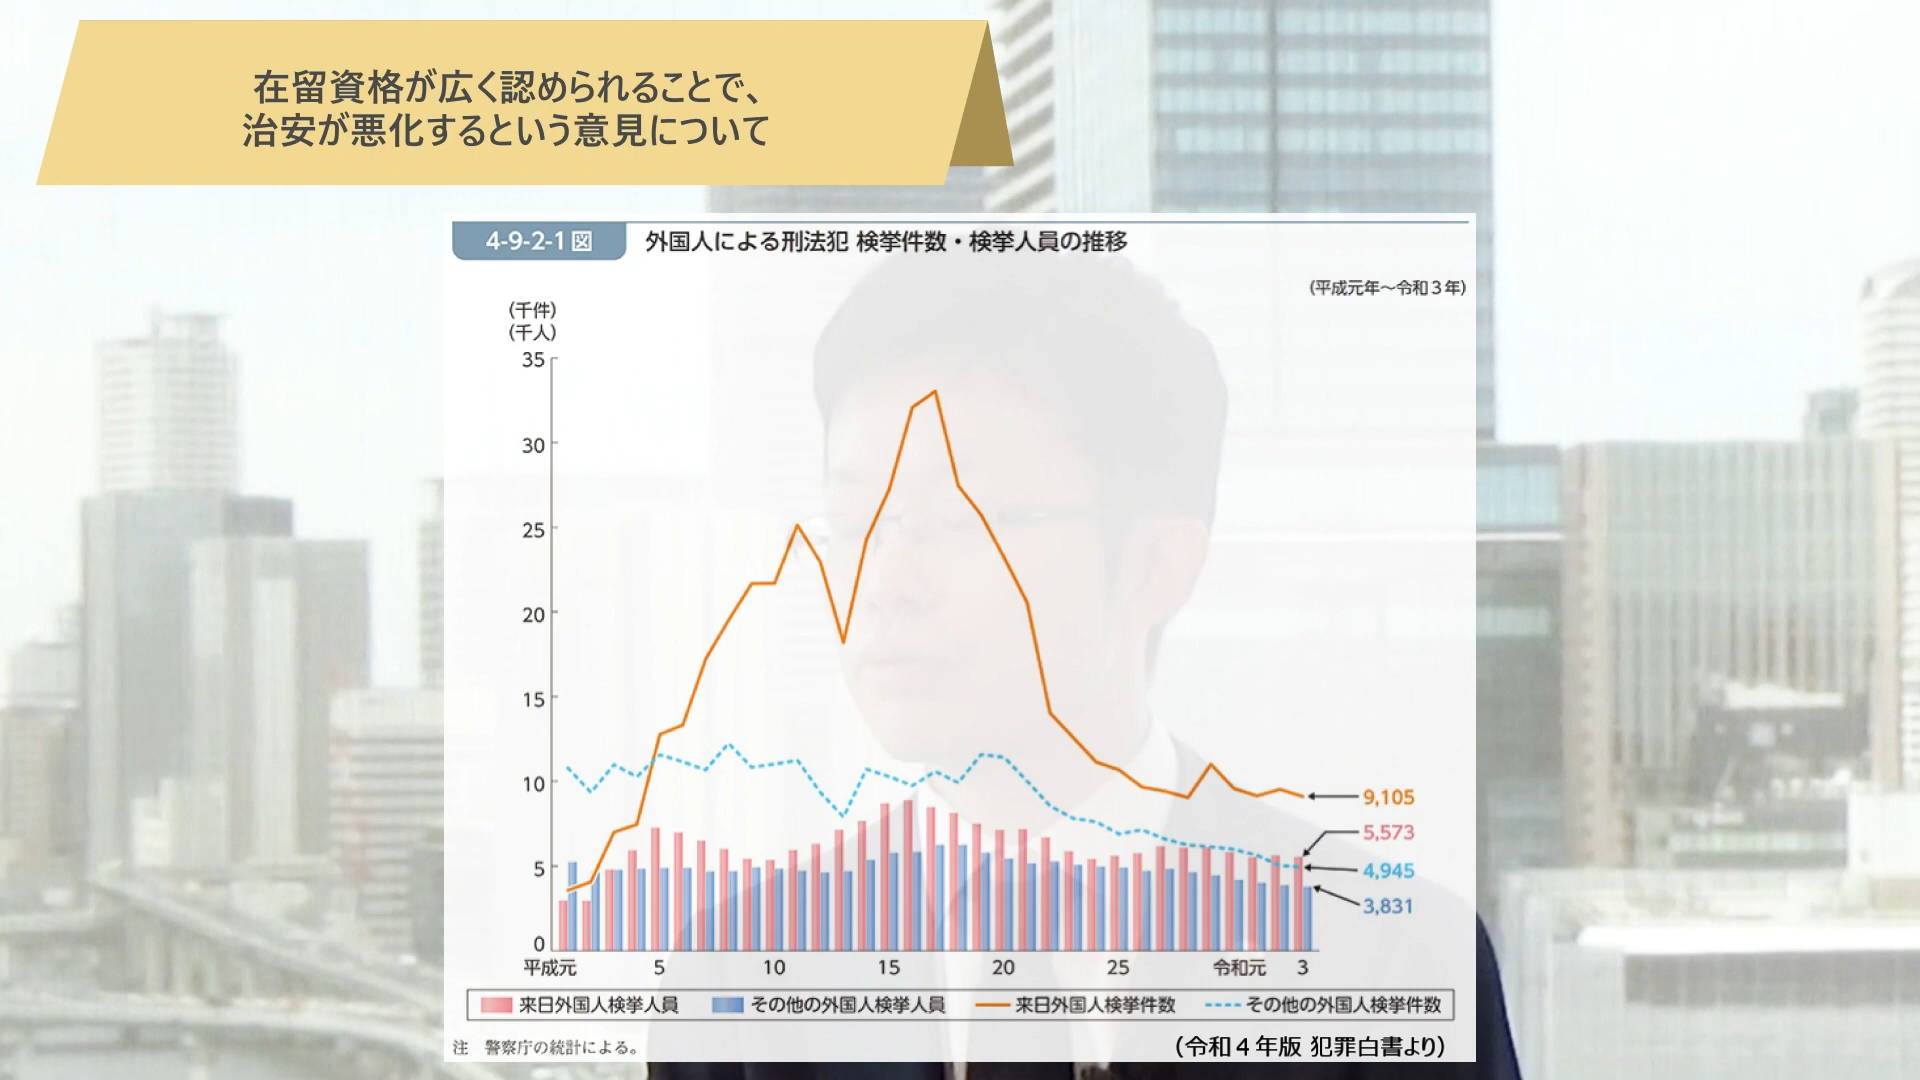 在留資格が広く認められることで、
治安が悪化するという意見について
4-9-2-1図 外国人による刑法犯 検挙件数・検挙人員の推移
（平成元年～令和3年）
（千件）
（千人）
35
30
25
20
15
10
5
0
9,105
5,573
4,945
3,831
平成元 5 10 15 20 25 令和元 3
来日外国人検挙人員 その他の外国人検挙人員 来日外国人検挙件数 その他の外国人検挙件数
注 警察庁の統計による。
（令和４年版 犯罪白書より）